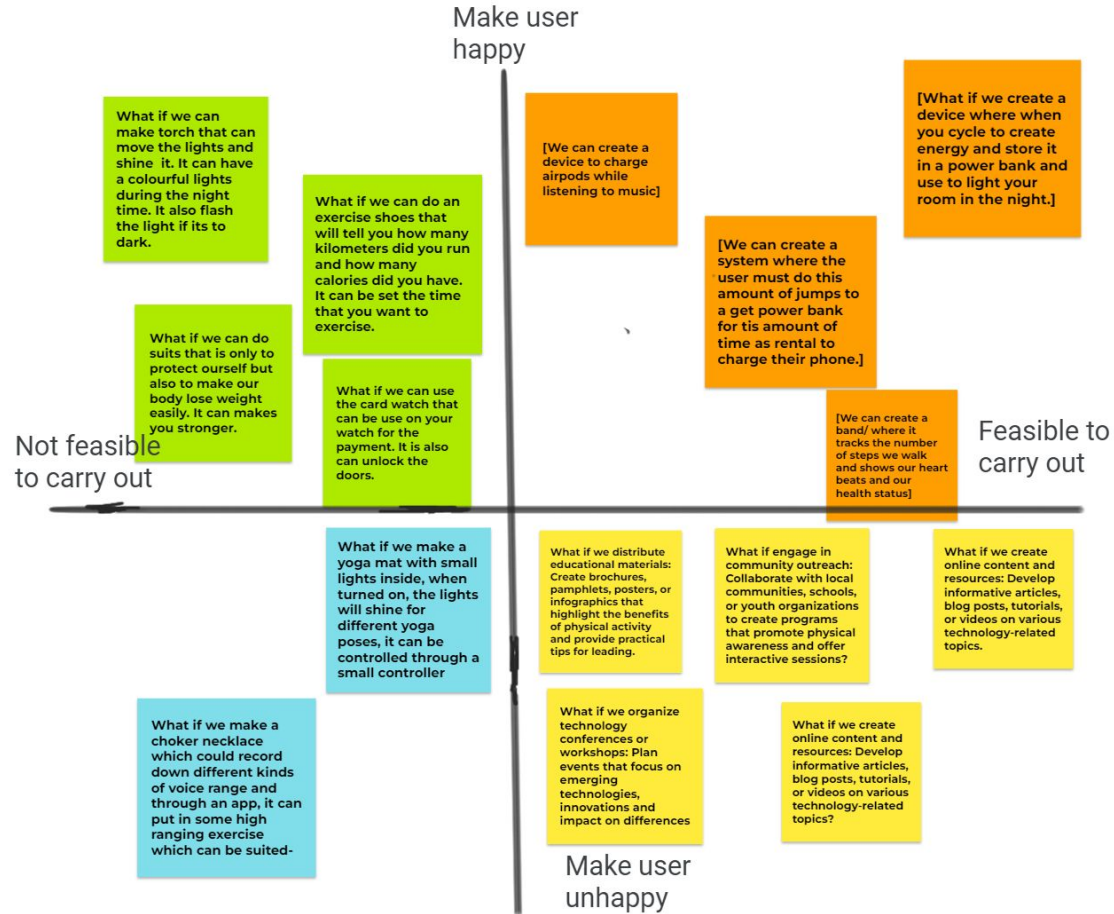 Make user
happy
What if we can
make torch that can
move the lights and
shine  it. It can have
a colourful lights
during the night
time. It also flash
the light if its to
dark.
What if we can do an
exercise shoes that
will tell you how many
kilometers did you run
and how many
calories did you have.
It can be set the time
that you want to
exercise.
[We can create a
device to charge
airpods while
listening to music]
[What if we create a
device where when
you cycle to create
energy and store it
in a power bank and
use to light your
room in the night.]
[We can create a
system where the
user must do this
amount of jumps to
a get power bank
for tis amount of
time as rental to
charge their phone.]
What if we can do
suits that is only to
protect ourself but
also to make our
body lose weight
easily. It can makes
you stronger.
What if we can use
the card watch that
can be use on your
watch for the
payment. It is also
can unlock the
doors.
[We can create a
band/ where it
tracks the number
of steps we walk
and shows our heart
beats and our
health status]
Not feasible
to carry out
Feasible to
carry out
What if we make a
yoga mat with small
lights inside, when
turned on, the lights
will shine for
different yoga
poses, it can be
controlled through a
small controller
What if we distribute
educational materials:
Create brochures,
pamphlets, posters, or
infographics that
highlight the benefits
of physical activity
and provide practical
tips for leading.
What if engage in
community outreach:
Collaborate with local
communities, schools,
or youth organizations
to create programs
that promote physical
awareness and offer
interactive sessions?
What if we create
online content and
resources: Develop
informative articles,
blog posts, tutorials,
or videos on various
technology-related
topics.
What if we make a
choker necklace
which could record
down different kinds
of voice range and
through an app, it can
put in some high
ranging exercise
which can be suited-
What if we organize
technology
conferences or
workshops: Plan
events that focus on
emerging
technologies,
innovations and
impact on differences
What if we create
online content and
resources: Develop
informative articles,
blog posts, tutorials,
or videos on various
technology-related
topics?
Make user
unhappy